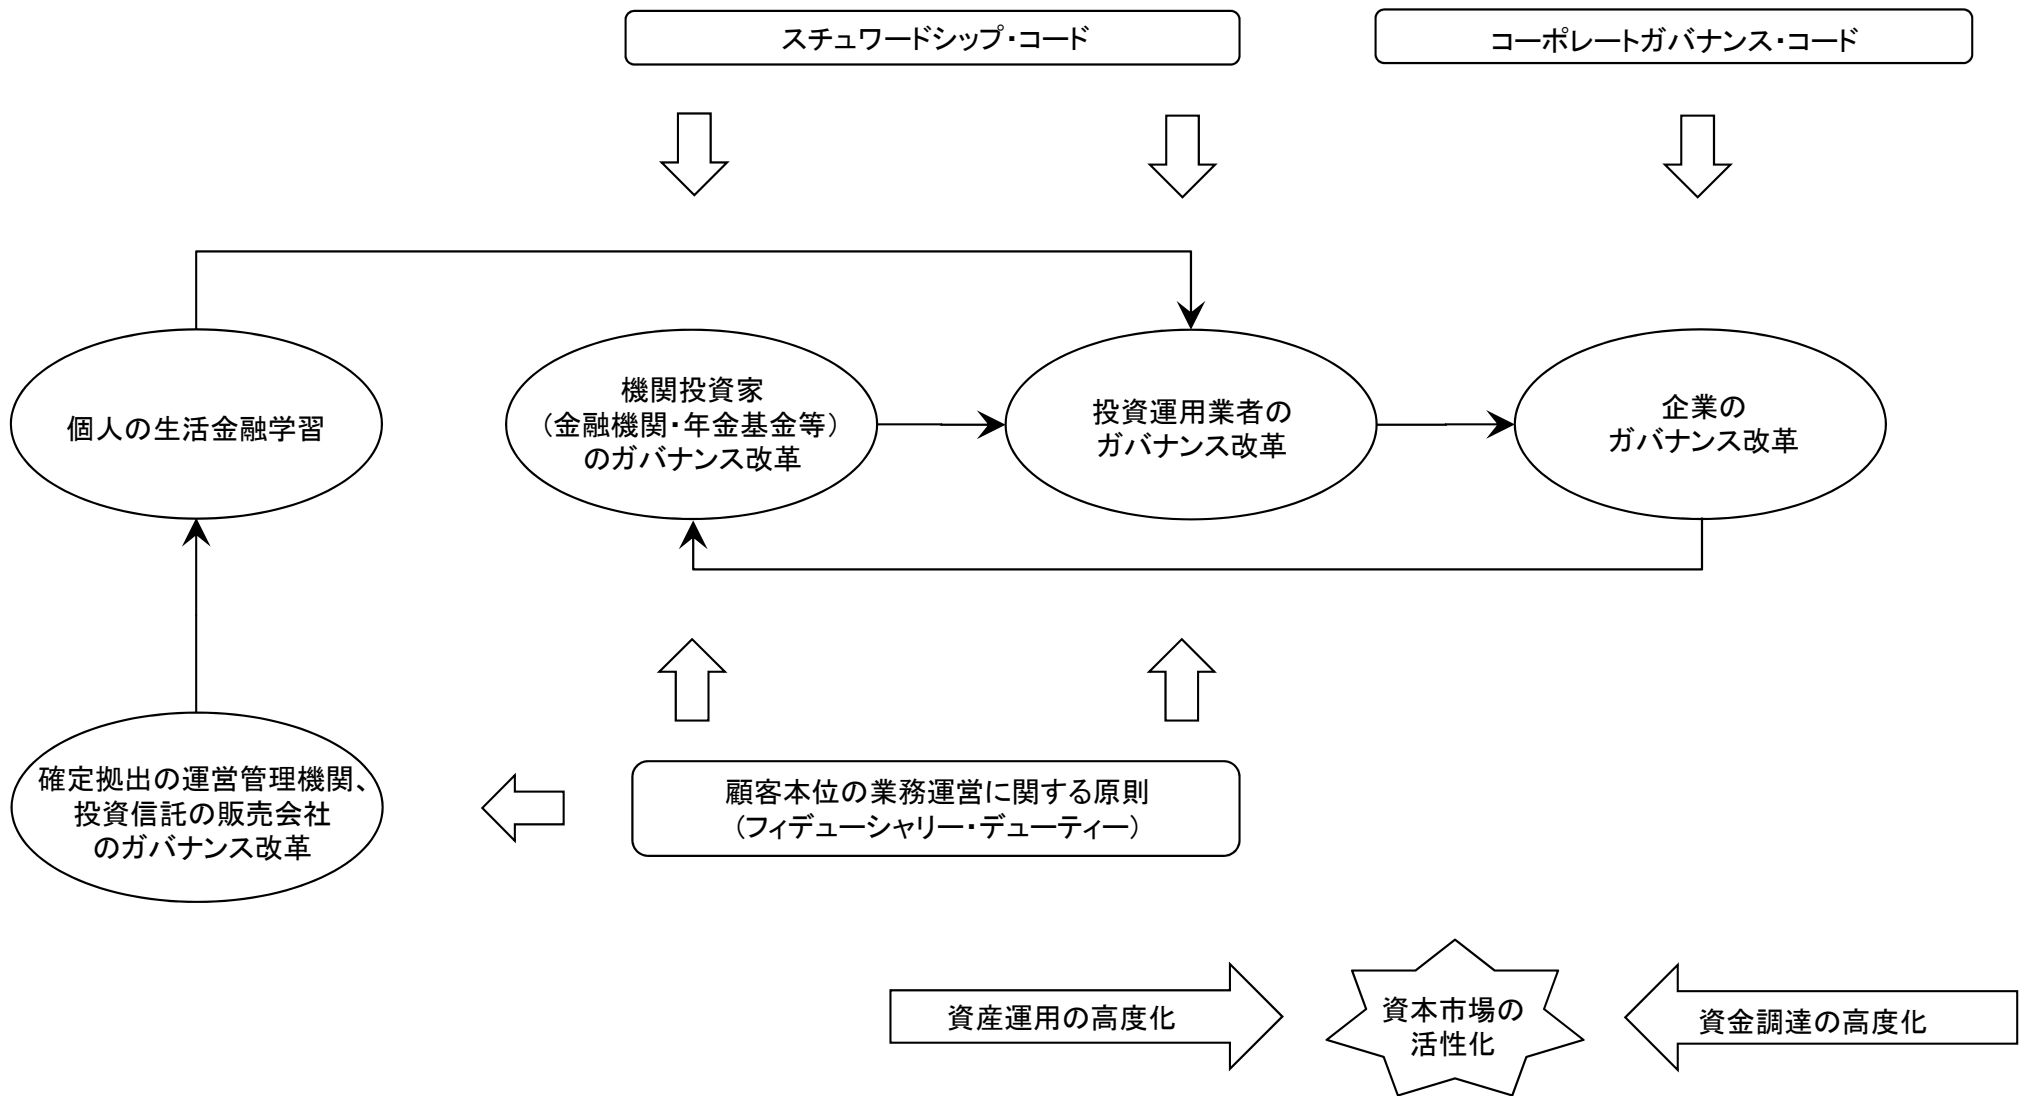 スチュワードシップ・コード
コーポレートガバナンス・コード
個人の生活金融学習
機関投資家
（金融機関・年金基金等）
のガバナンス改革
投資運用業者の
ガバナンス改革
企業の
ガバナンス改革
確定拠出の運営管理機関、
投資信託の販売会社
のガバナンス改革
顧客本位の業務運営に関する原則
（フィデューシャリー・デューティー）
資産運用の高度化
資本市場の
活性化
資金調達の高度化